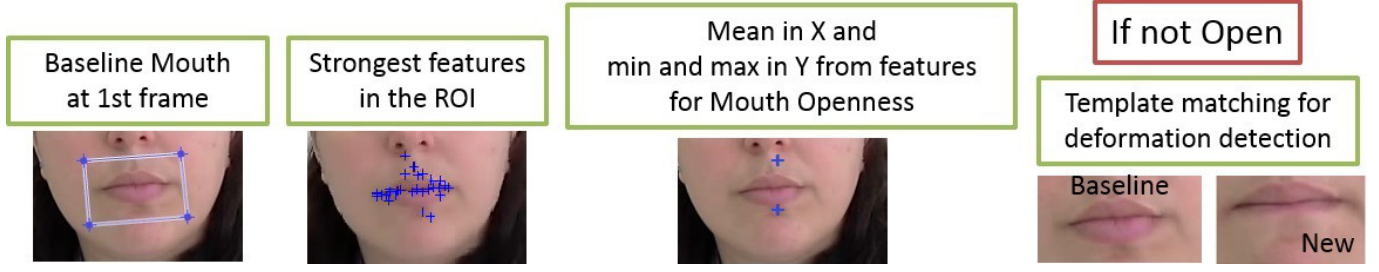 Baseline Mouth
at 1st frame
Strongest features
in the ROI
Mean in X and
min and max in Y from features
for Mouth Openness
If not Open
Template matching for
deformation detection
Baseline
New